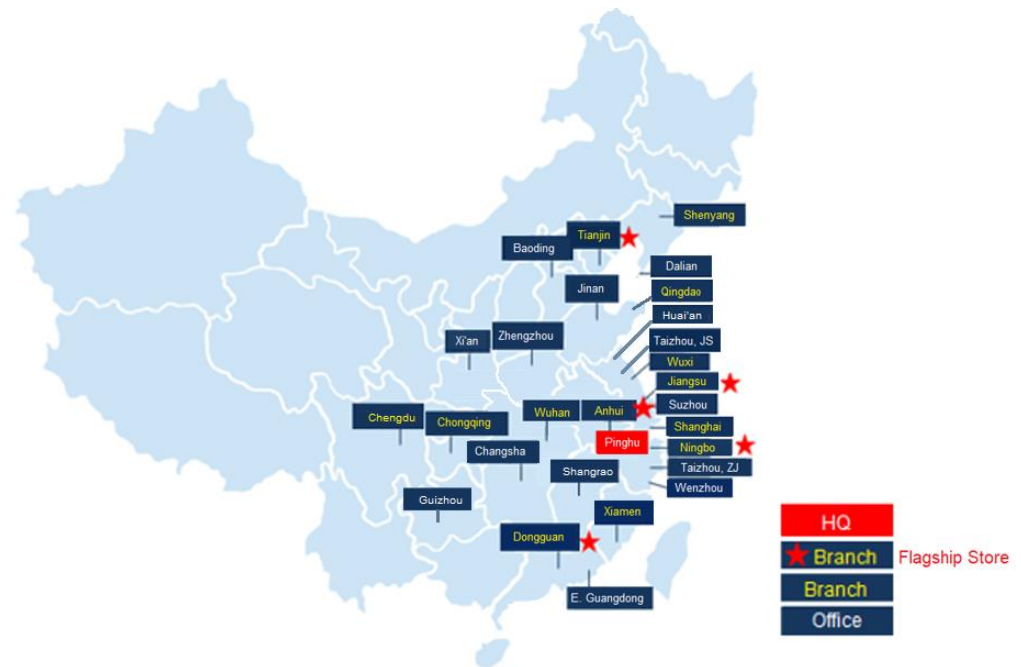 Shenyang
Tianjin
Baoding
Dalian
Jinan
Qingdao
Huai'an
Taizhou, JS
Xi'an
Zhengzhou
Wuxi
Jiangsu
Suzhou
Chengdu
Chongqing
Wuhan
Anhui
Shanghai
Pinghu
Ningbo
Changsha
Shangrao
Taizhou, ZJ
Wenzhou
Guizhou
Xiamen
Dongguan
E. Guangdong
HQ
Branch Flagship Store
Branch
Office